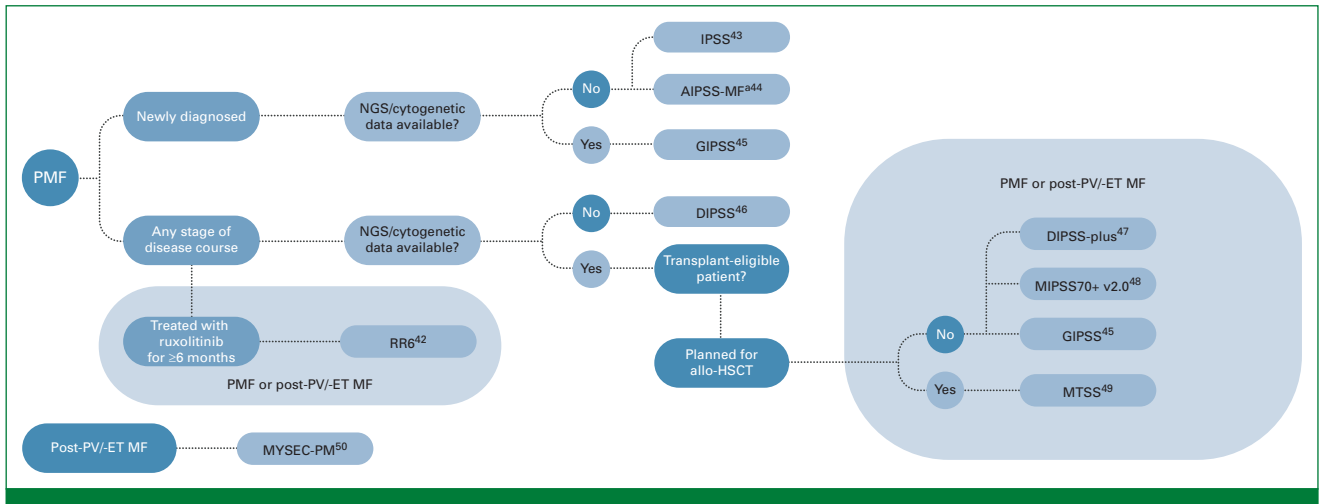 PMF
Newly diagnosed
NGS/cytogenetic
data available?
No
IPSS43
AIPSS-MFa44
Yes
GIPSS45
Any stage of
disease course
NGS/cytogenetic
data available?
No
DIPSS46
Yes
Transplant-eligible
patient?
Planned for
allo-HSCT
PMF or post-PV/-ET MF
No
DIPSS-plus47
MIPSS70+ v2.048
GIPSS45
Yes
MTSS49
Treated with
ruxolitinib
for ≥6 months
RR642
PMF or post-PV/-ET MF
Post-PV/-ET MF
MYSEC-PM50